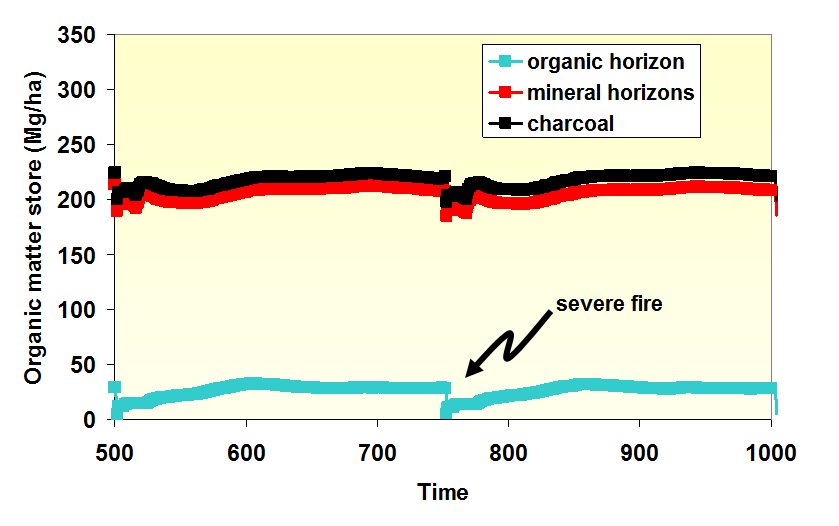 350
300
250
200
150
100
50
0
Organic matter store (Mg/ha)
organic horizon
mineral horizons
charcoal
severe fire
500 600 700 800 900 1000
Time